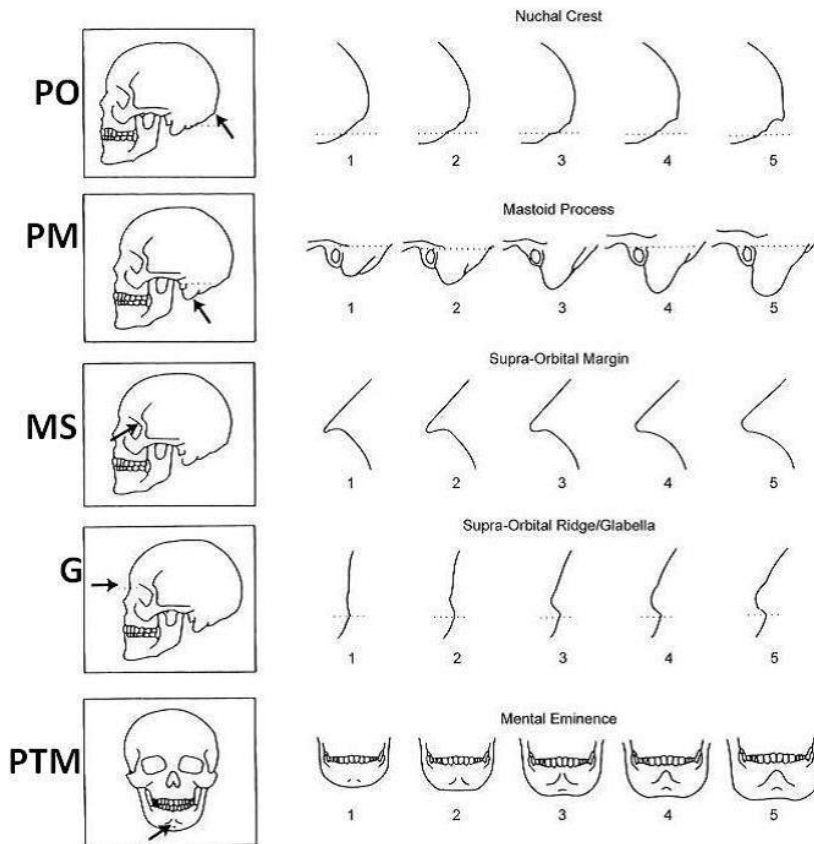 Nuchal Crest
PO
1 2 3 4 5
Mastoid Process
PM
1 2 3 4 5
Supra-Orbital Margin
MS
1 2 3 4 5
Supra-Orbital Ridge/Glabella
G
1 2 3 4 5
Mental Eminence
PTM
1 2 3 4 5